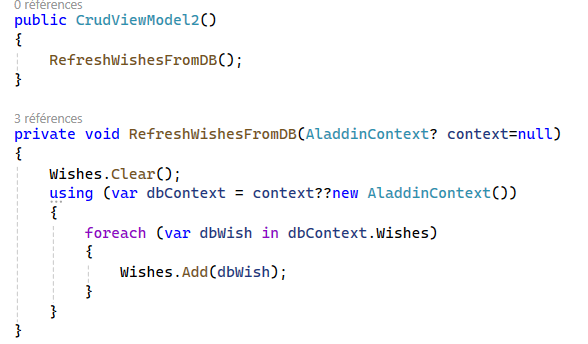 0 références
public CrudViewModel2()
{
RefreshWishesFromDB();
}
3 références
private void RefreshWishesFromDB(AladdinContext? context=null)
{
Wishes.Clear();
using (var dbContext = context??new AladdinContext())
{
foreach (var dbWish in dbContext.Wishes)
{
Wishes.Add(dbWish);
}
}
}